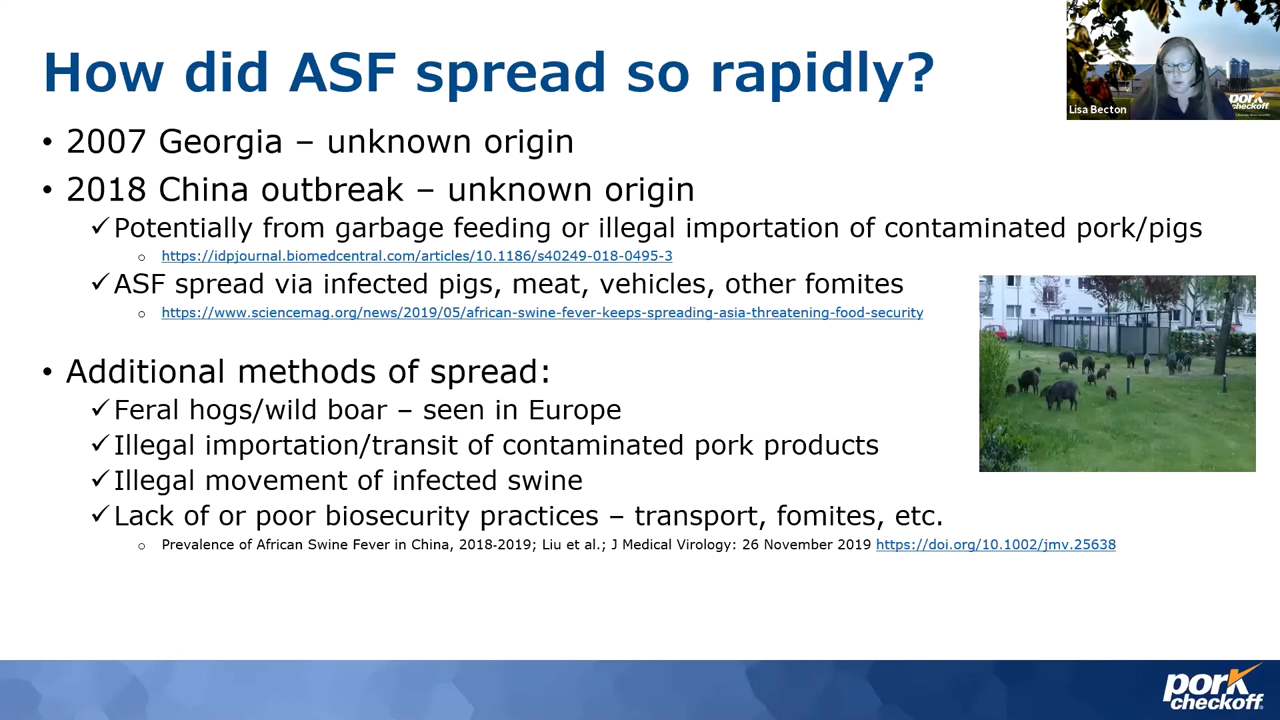 How did ASF spread so rapidly?
Lisa Becton
pork
checkoff
• 2007 Georgia – unknown origin
• 2018 China outbreak – unknown origin
✓Potentially from garbage feeding or illegal importation of contaminated pork/pigs
o https://idpjournal.biomedcentral.com/articles/10.1186/s40249-018-0495-3
✓ASF spread via infected pigs, meat, vehicles, other fomites
o https://www.sciencemag.org/news/2019/05/african-swine-fever-keeps-spreading-asia-threatening-food-security
• Additional methods of spread:
✓Feral hogs/wild boar – seen in Europe
✓Illegal importation/transit of contaminated pork products
✓Illegal movement of infected swine
✓Lack of or poor biosecurity practices – transport, fomites, etc.
o Prevalence of African Swine Fever in China, 2018-2019; Liu et al.; J Medical Virology: 26 November 2019 https://doi.org/10.1002/jmv.25638
pork
checkoff